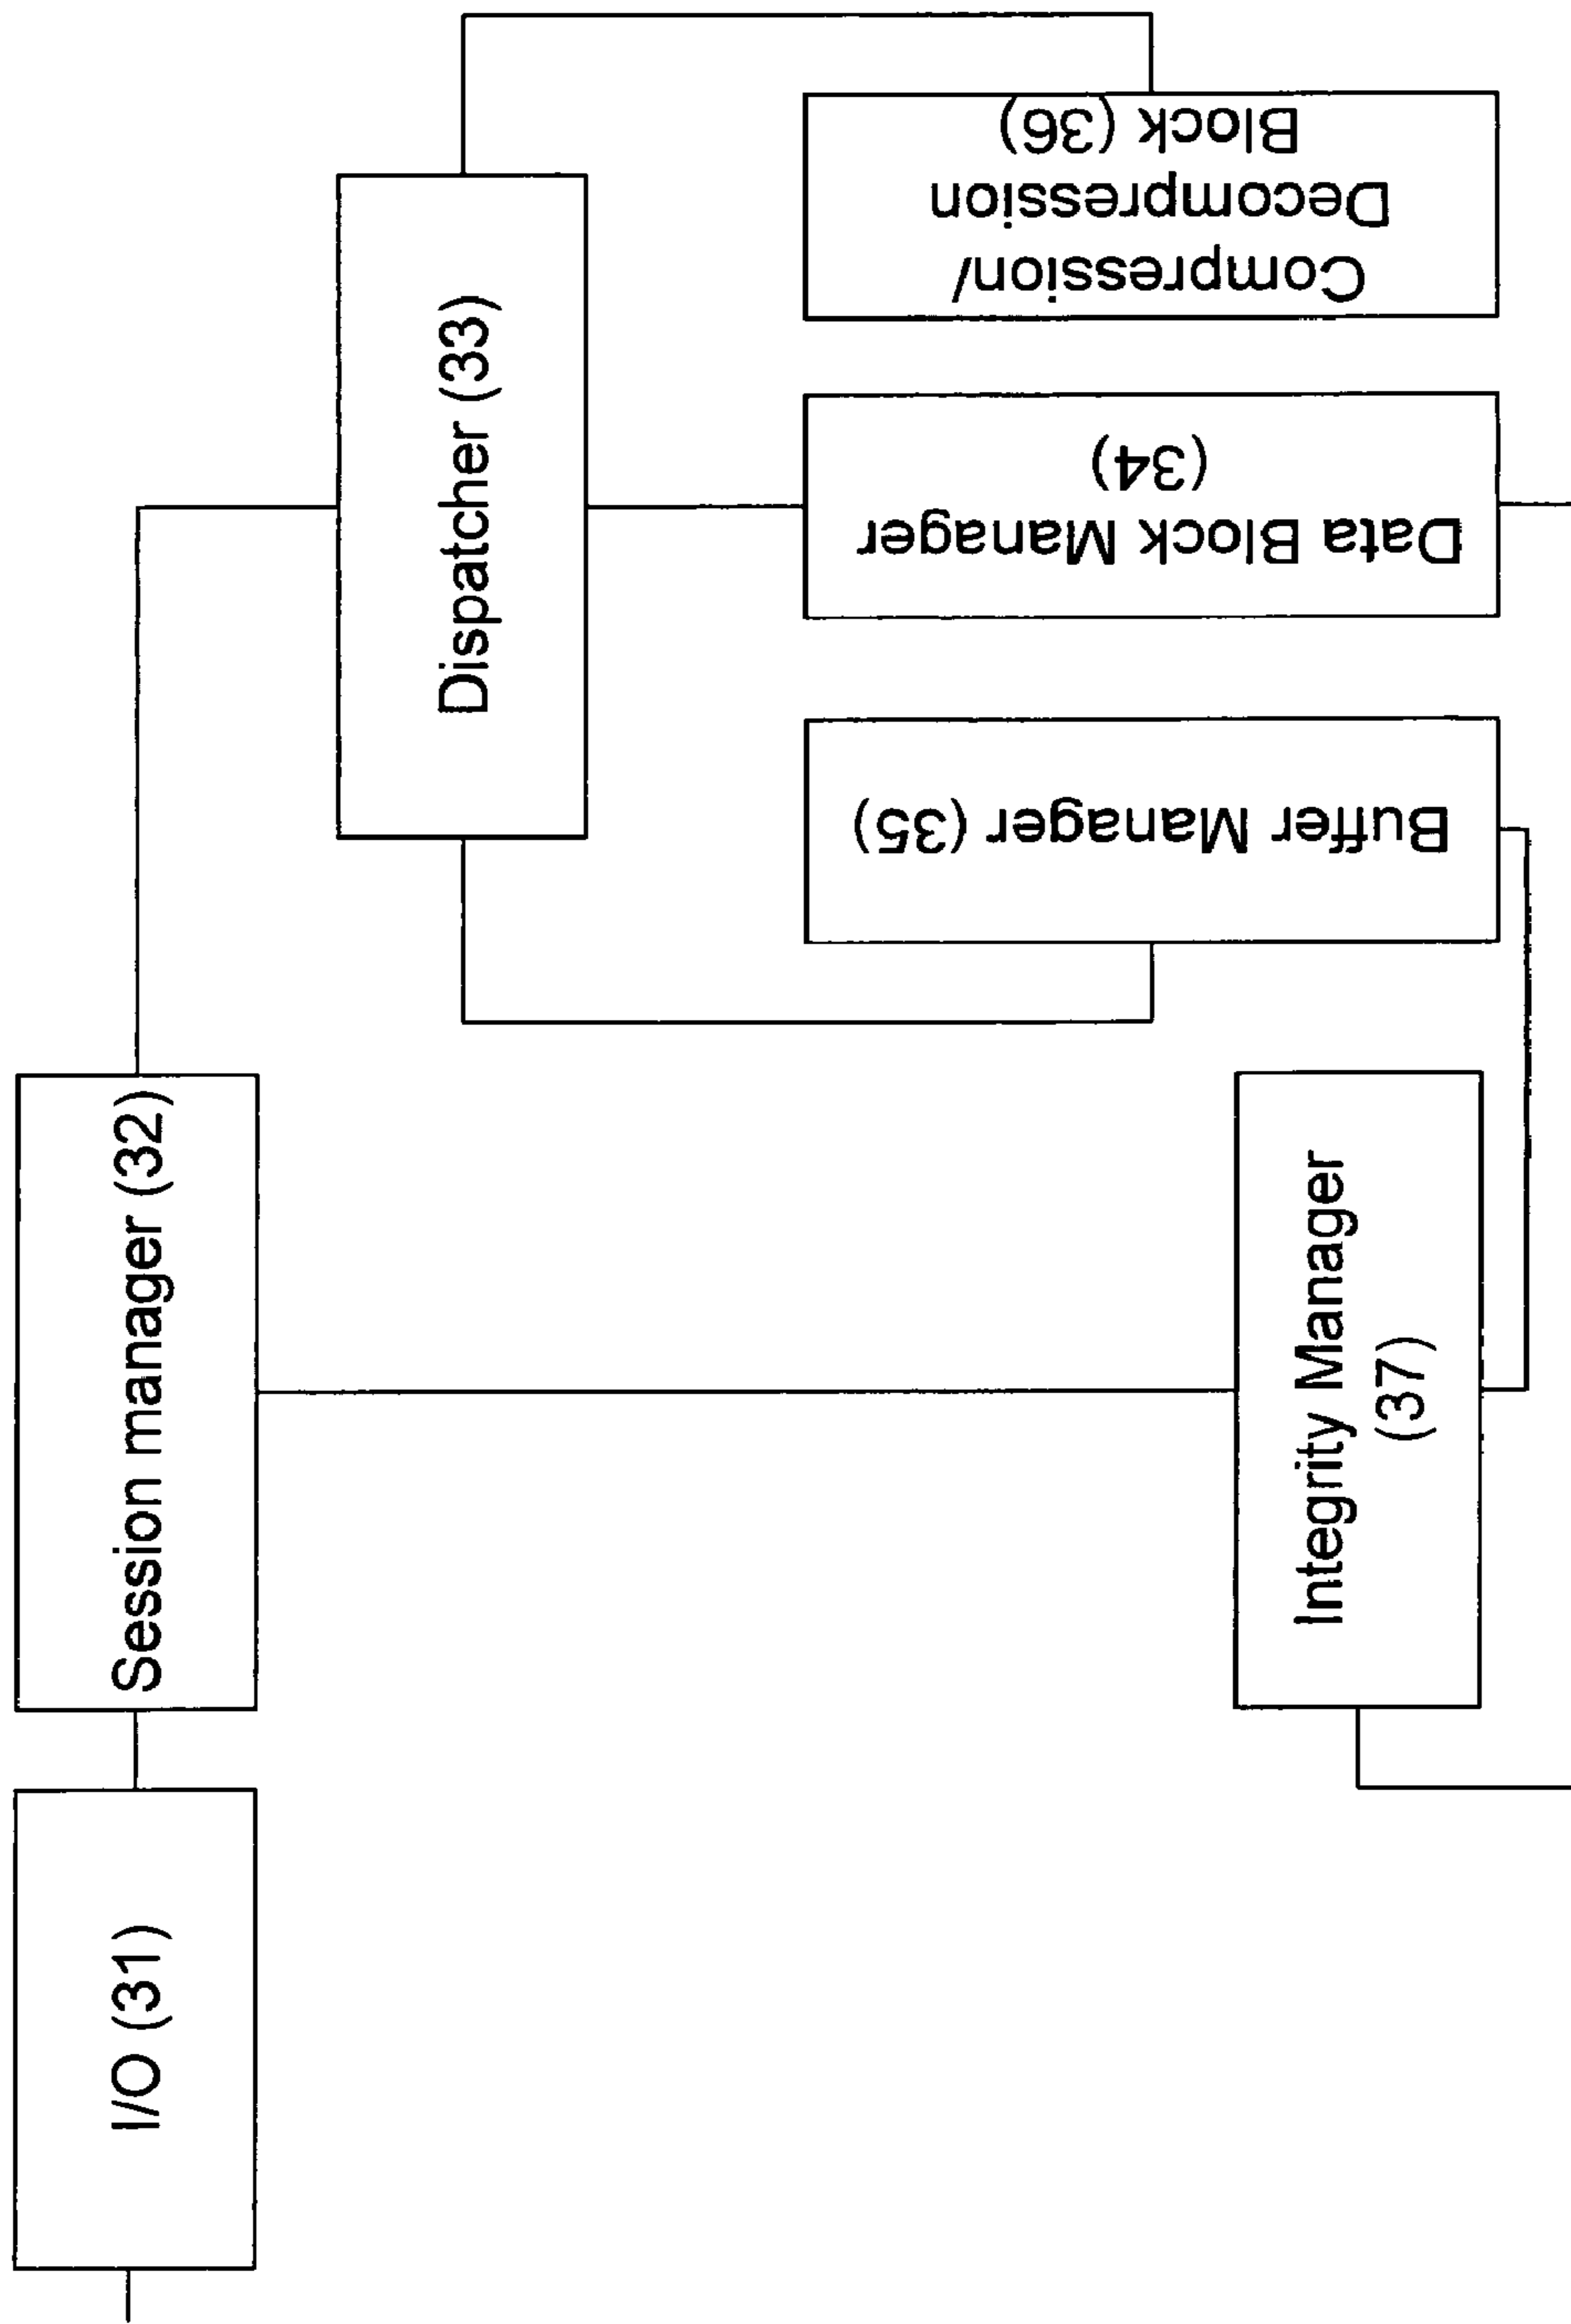 I/O (31)
Session manager (32)
Dispatcher (33)
Integrity Manager
(37)
Buffer Manager (35)
Data Block Manager
(34)
Compression/
Decompression
Block (36)